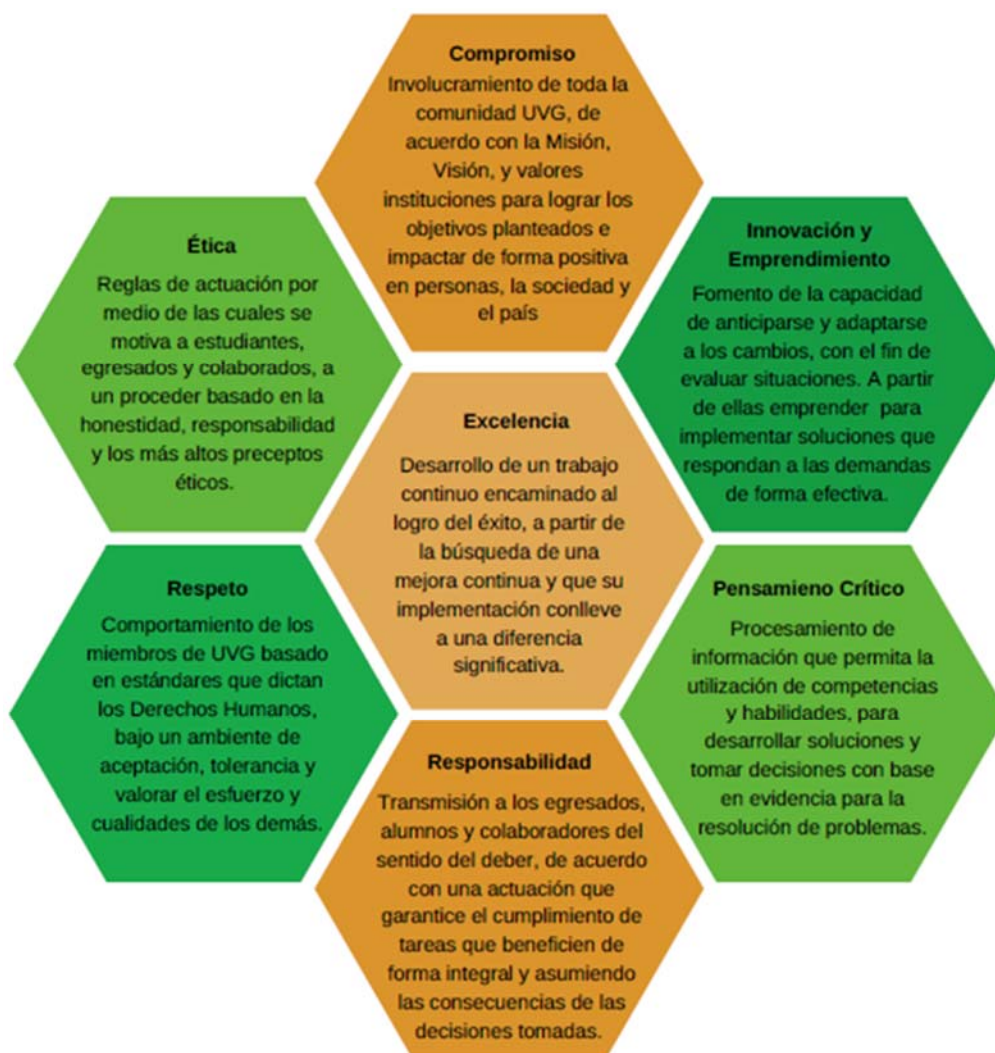 Compromiso
Involucramiento de toda la
comunidad UVG, de
acuerdo con la Misión,
Visión, y valores
instituciones para lograr los
objetivos planteados e
impactar de forma positiva
en personas, la sociedad y
el país
Ética
Reglas de actuación por
medio de las cuales se
motiva a estudiantes,
egresados y colaborados, a
un proceder basado en la
honestidad, responsabilidad
y los más altos preceptos
éticos.
Innovación y
Emprendimiento
Fomento de la capacidad
de anticiparse y adaptarse
a los cambios, con el fin de
evaluar situaciones. A partir
de ellas emprender para
implementar soluciones que
respondan a las demandas
de forma efectiva.
Excelencia
Desarrollo de un trabajo
continuo encaminado al
logro del éxito, a partir de
la búsqueda de una
mejora continua y que su
implementación conlleve
a una diferencia
significativa.
Respeto
Comportamiento de los
miembros de UVG basado
en estándares que dictan
los Derechos Humanos,
bajo un ambiente de
aceptación, tolerancia y
valorar el esfuerzo y
cualidades de los demás.
Pensamieno Crítico
Procesamiento de
información que permita la
utilización de competencias
y habilidades, para
desarrollar soluciones y
tomar decisiones con base
en evidencia para la
resolución de problemas.
Responsabilidad
Transmisión a los egresados,
alumnos y colaboradores del
sentido del deber, de acuerdo
con una actuación que
garantice el cumplimiento de
tareas que beneficien de
forma integral y asumiendo
las consecuencias de las
decisiones tomadas.